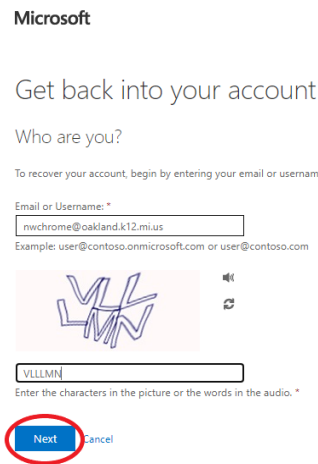 Microsoft
Get back into your account
Who are you?
To recover your account, begin by entering your email or usernam
Email or Username: *
nwchrome@oakland.k12.mi.us
Example: user@contoso.onmicrosoft.com or user@contoso.com
VLL
LMN
VLLLMN
Enter the characters in the picture or the words in the audio. *
Next
Cancel